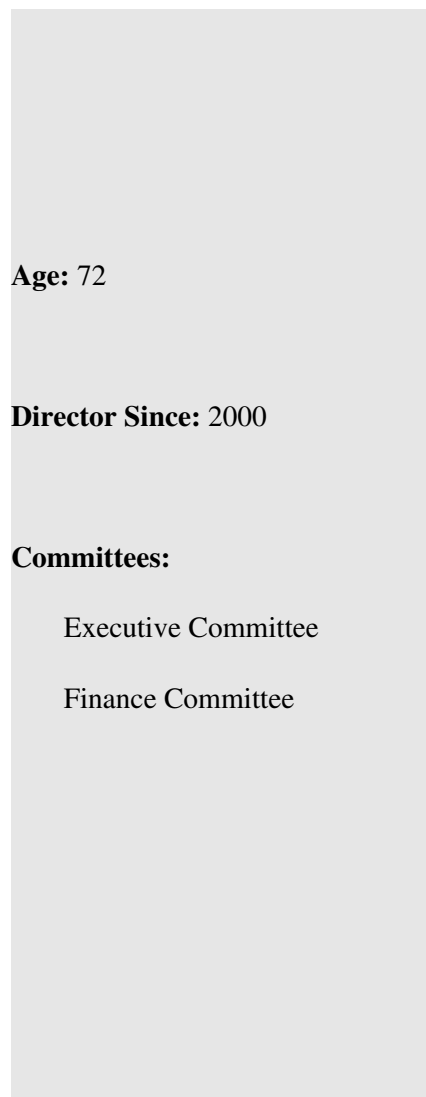 Age: 72
Director Since: 2000
Committees:
Executive Committee
Finance Committee